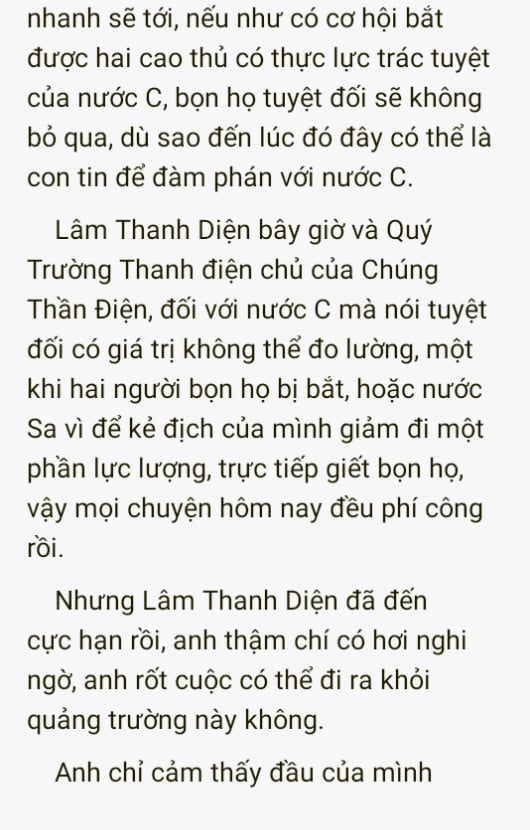 nhanh sẽ tới, nếu như có cơ hội bắt
được hai cao thủ có thực lực trác tuyệt
của nước C, bọn họ tuyệt đối sẽ không
bỏ qua, dù sao đến lúc đó đây có thể là
con tin để đàm phán với nước C.
Lâm Thanh Diện bây giờ và Quý
Trường Thanh điện chủ của Chúng
Thần Điện, đối với nước C mà nói tuyệt
đối có giá trị không thể đo lường, một
khi hai người bọn họ bị bắt, hoặc nước
Sa vì để kẻ địch của mình giảm đi một
phần lực lượng, trực tiếp giết bọn họ,
vậy mọi chuyện hôm nay đều phí công
rồi.
Nhưng Lâm Thanh Diện đã đến
cực hạn rồi, anh thậm chí có hơi nghi
ngờ, anh rốt cuộc có thể đi ra khỏi
quảng trường này không.
Anh chỉ cảm thấy đầu của mình